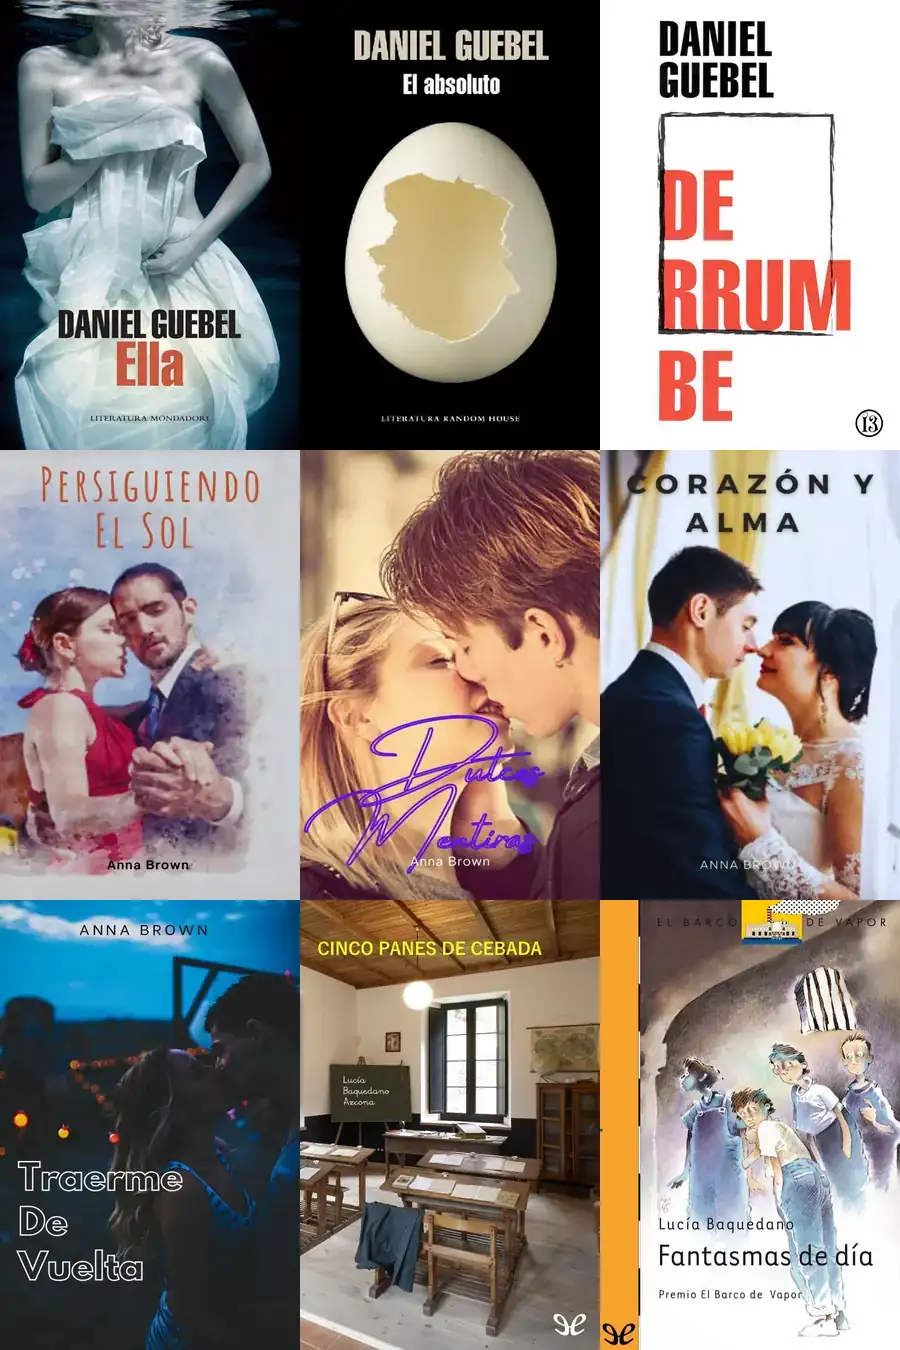 DANIEL GUEBEL
Ella
LITERATURA MONDADORI
DANIEL GUEBEL
El absoluto
LITERATURA RANDOM HOUSE
DANIEL
GUEBEL
DE
RRUM
BE
13
PERSIGUIENDO
EL SOL
Anna Brown
Dulces
Mentiras
Anna Brown
CORAZÓN Y
ALMA
ANNA BROWN
ANNA BROWN
Traerme
De
Vuelta
CINCO PANES DE CEBADA
Lucía
Baquedano
Azcona
EL BARCO DE VAPOR
Lucía Baquedano
Fantasmas de día
Premio El Barco de Vapor